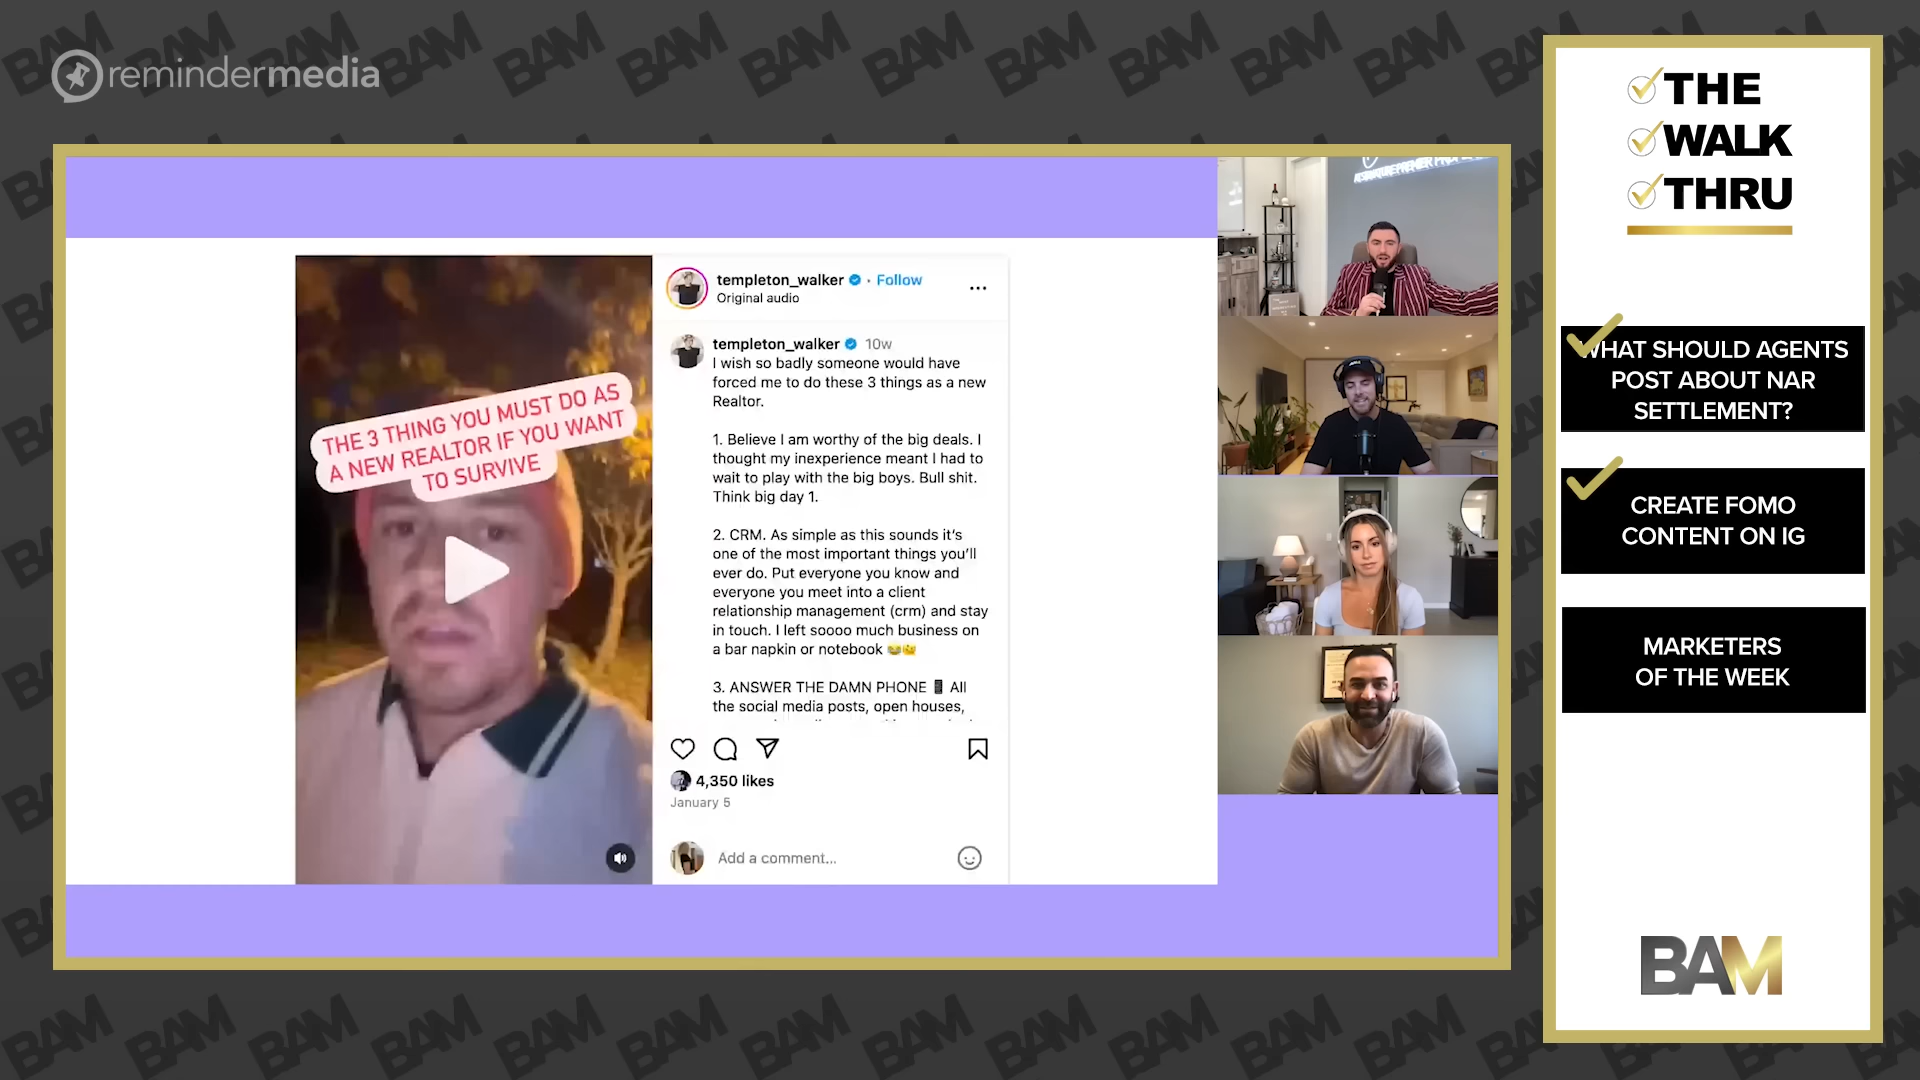 remindermedia
THE 3 THING YOU MUST DO AS
A NEW REALTOR IF YOU WANT
TO SURVIVE
templeton_walker · Follow
Original audio
templeton_walker 10w
I wish so badly someone would have
forced me to do these 3 things as a new
Realtor.
1. Believe I am worthy of the big deals. I
thought my inexperience meant I had to
wait to play with the big boys. Bull shit.
Think big day 1.
2. CRM. As simple as this sounds it's
one of the most important things you'll
ever do. Put everyone you know and
everyone you meet into a client
relationship management (crm) and stay
in touch. I left soooo much business on
a bar napkin or notebook 😂🫠
3. ANSWER THE DAMN PHONE 📱 All
the social media posts, open houses,
4,350 likes
January 5
Add a comment...
THE
WALK
THRU
WHAT SHOULD AGENTS
POST ABOUT NAR
SETTLEMENT?
CREATE FOMO
CONTENT ON IG
MARKETERS
OF THE WEEK
BAM